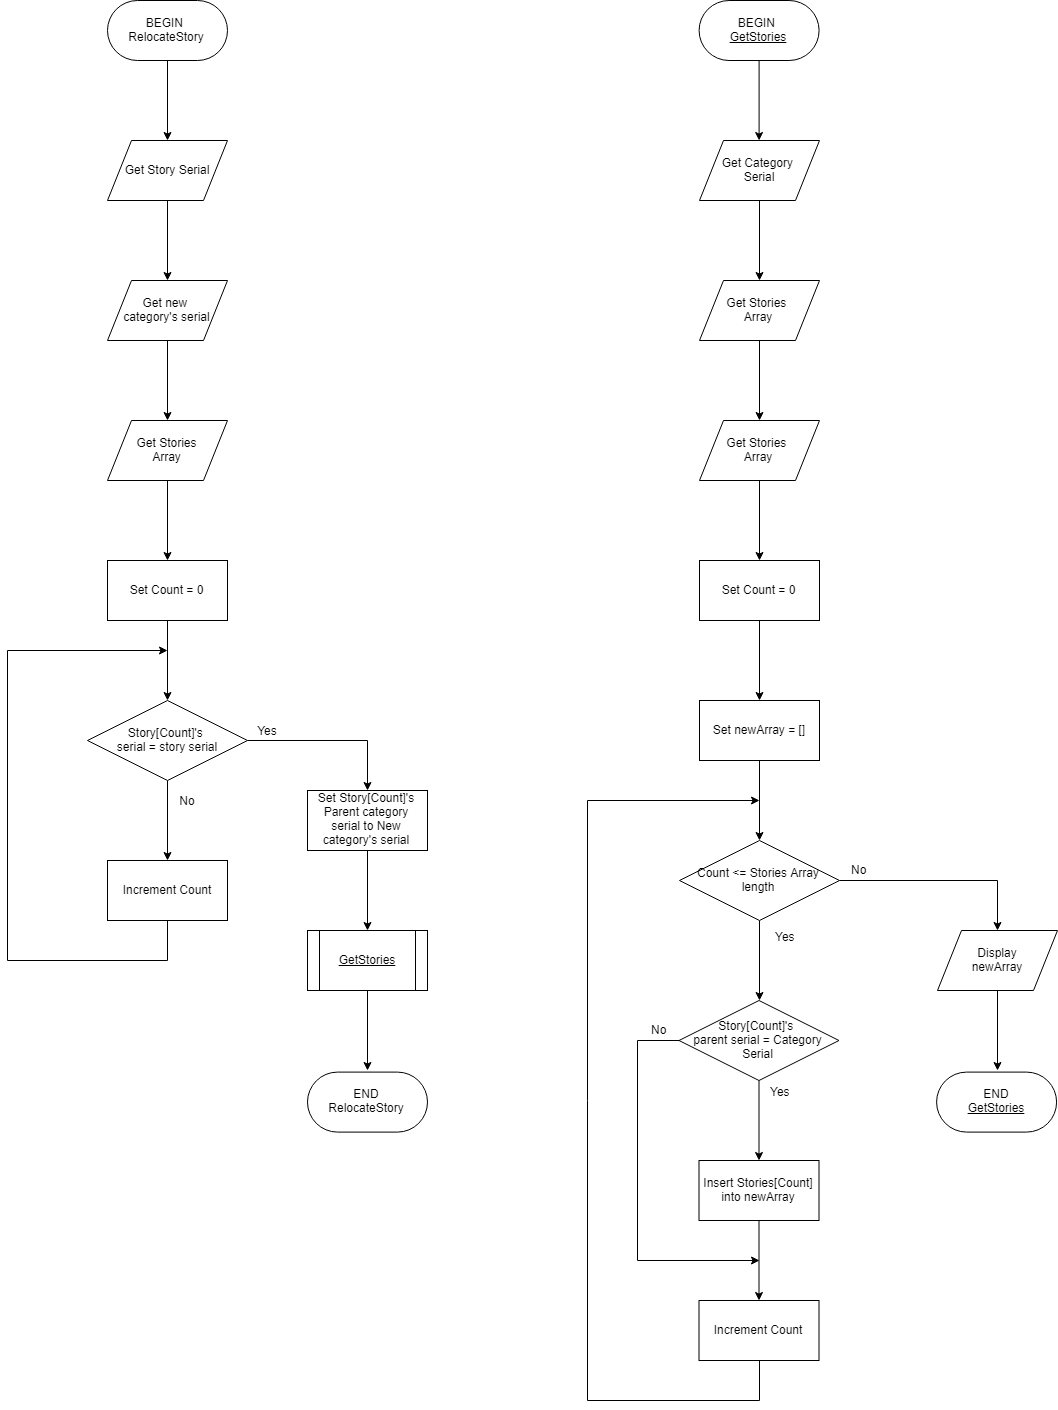 BEGIN
RelocateStory
Get Story Serial
Get new
category's serial
Get Stories
Array
Set Count = 0
Story[Count]'s
serial = story serial
Yes
No
Set Story[Count]'s
Parent category
serial to New
category's serial
Increment Count
GetStories
END
RelocateStory
BEGIN
GetStories
Get Category
Serial
Get Stories
Array
Get Stories
Array
Set Count = 0
Set newArray = []
Count <= Stories Array
length
No
Yes
Display
newArray
END
GetStories
Story[Count]'s
parent serial = Category
Serial
No
Yes
Insert Stories[Count]
into newArray
Increment Count